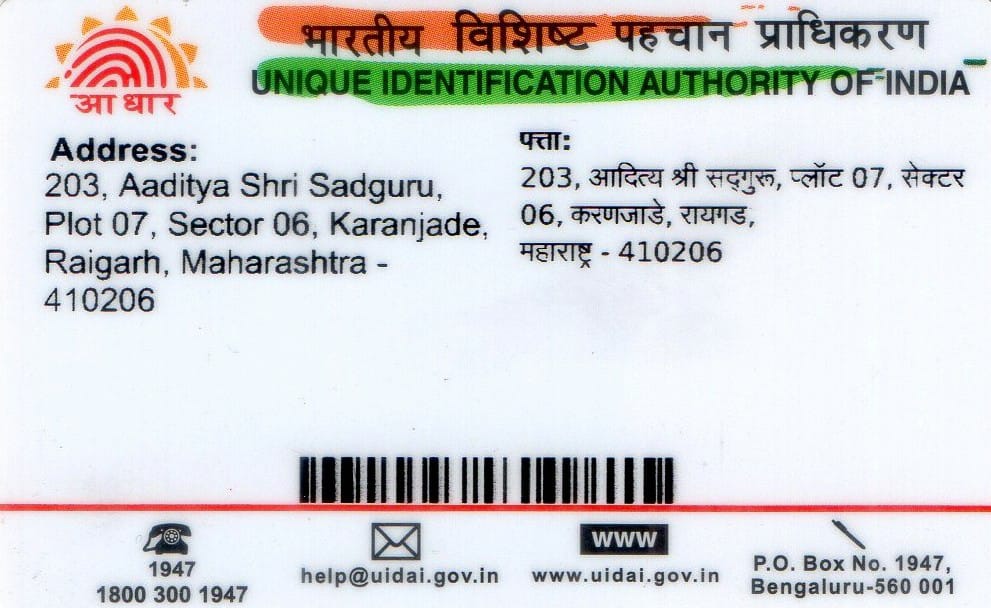 भारतीय विशिष्ट पहचान प्राधिकरण
UNIQUE IDENTIFICATION AUTHORITY OF INDIA
आधार
Address:
203, Aaditya Shri Sadguru,
Plot 07, Sector 06, Karanjade,
Raigarh, Maharashtra -
410206
पत्ता:
203, आदित्य श्री सद्गुरू, प्लॉट 07, सेक्टर
06, करणजाडे, रायगड,
महाराष्ट्र - 410206
1947
1800 300 1947
help@uidai.gov.in
www
www.uidai.gov.in
P.O. Box No. 1947,
Bengaluru-560 001